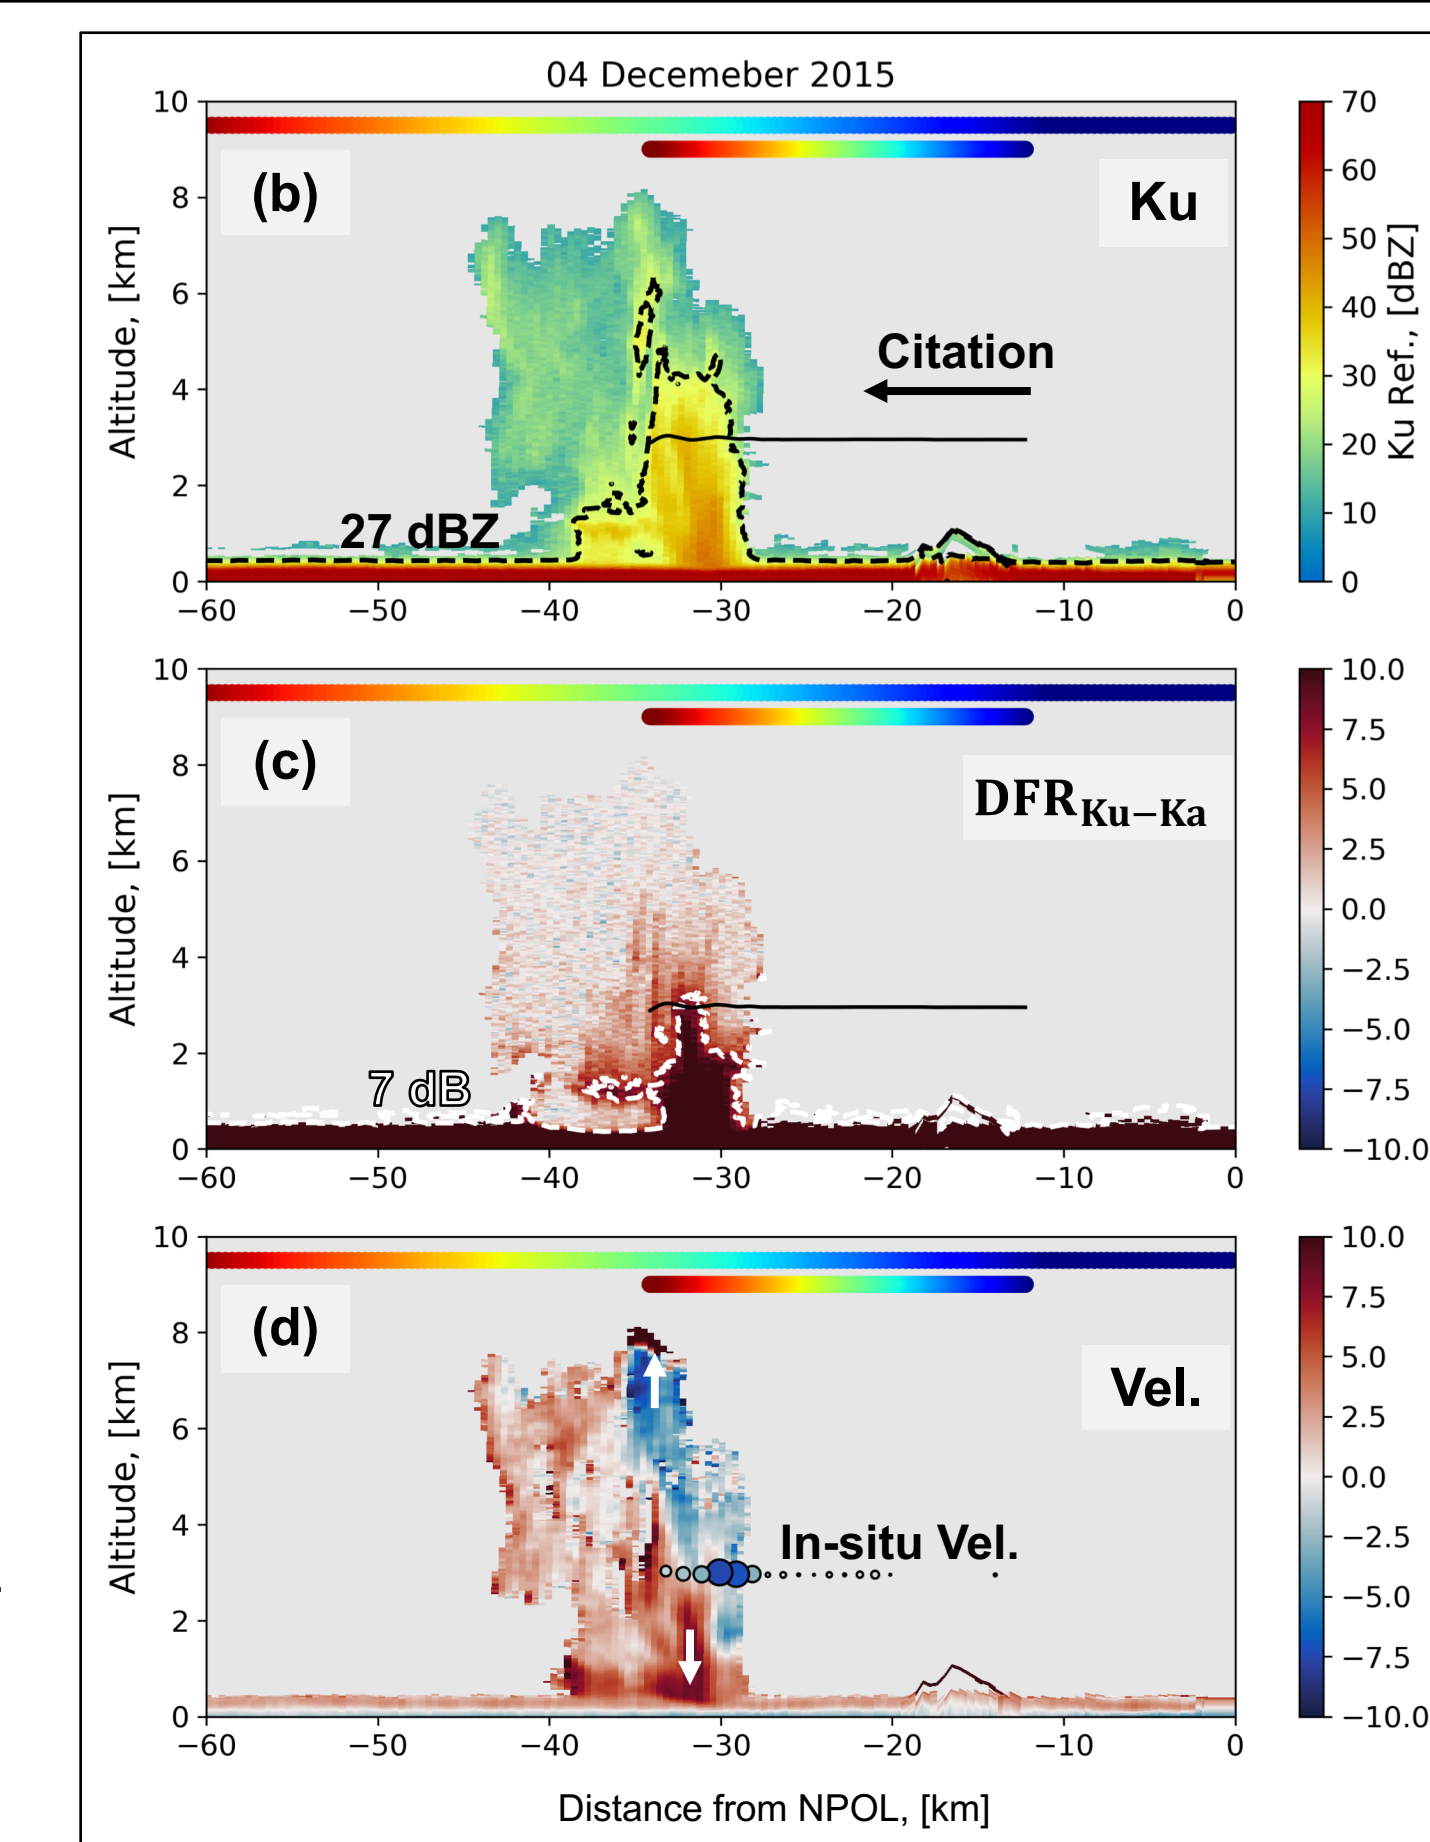 04 Decemeber 2015
10
8
6
4
2
0
Altitude, [km]
(b)
Ku
Citation
27 dBZ
−60 −50 −40 −30 −20 −10 0
70
60
50
40
30
20
10
0
Ku Ref., [dBZ]
10
8
6
4
2
0
Altitude, [km]
(c)
DFRKu−Ka
7 dB
−60 −50 −40 −30 −20 −10 0
10.0
7.5
5.0
2.5
0.0
−2.5
−5.0
−7.5
−10.0
10
8
6
4
2
0
Altitude, [km]
(d)
Vel.
In-situ Vel.
−60 −50 −40 −30 −20 −10 0
10.0
7.5
5.0
2.5
0.0
−2.5
−5.0
−7.5
−10.0
Distance from NPOL, [km]